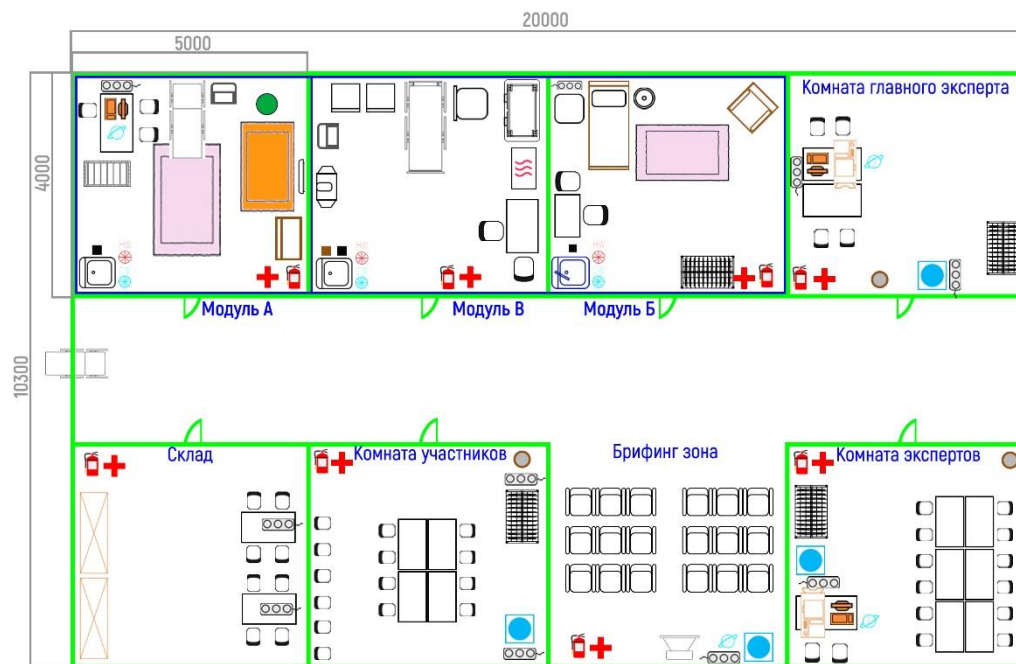 20000
5000
Комната главного эксперта
4000
Модуль А
Модуль В
Модуль Б
10300
Склад
Комната участников
Брифинг зона
Комната экспертов